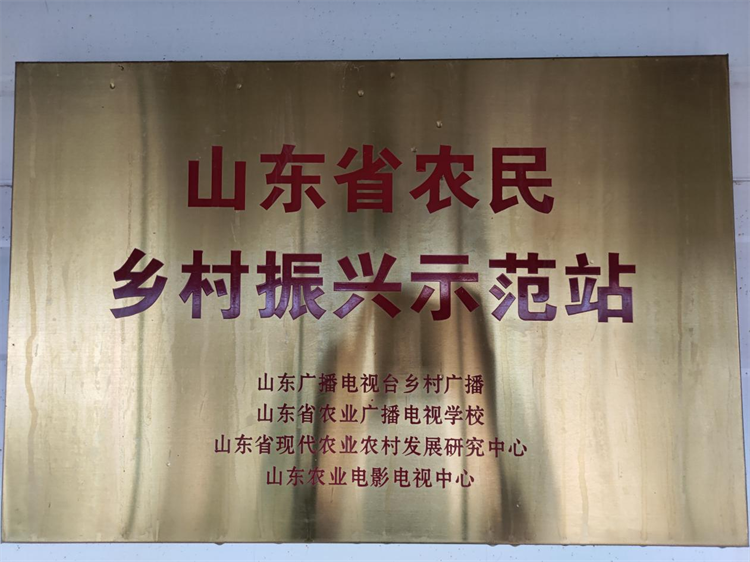 山东省农民
乡村振兴示范站
山东广播电视台乡村广播
山东省农业广播电视学校
山东省现代农业农村发展研究中心
山东农业电影电视中心